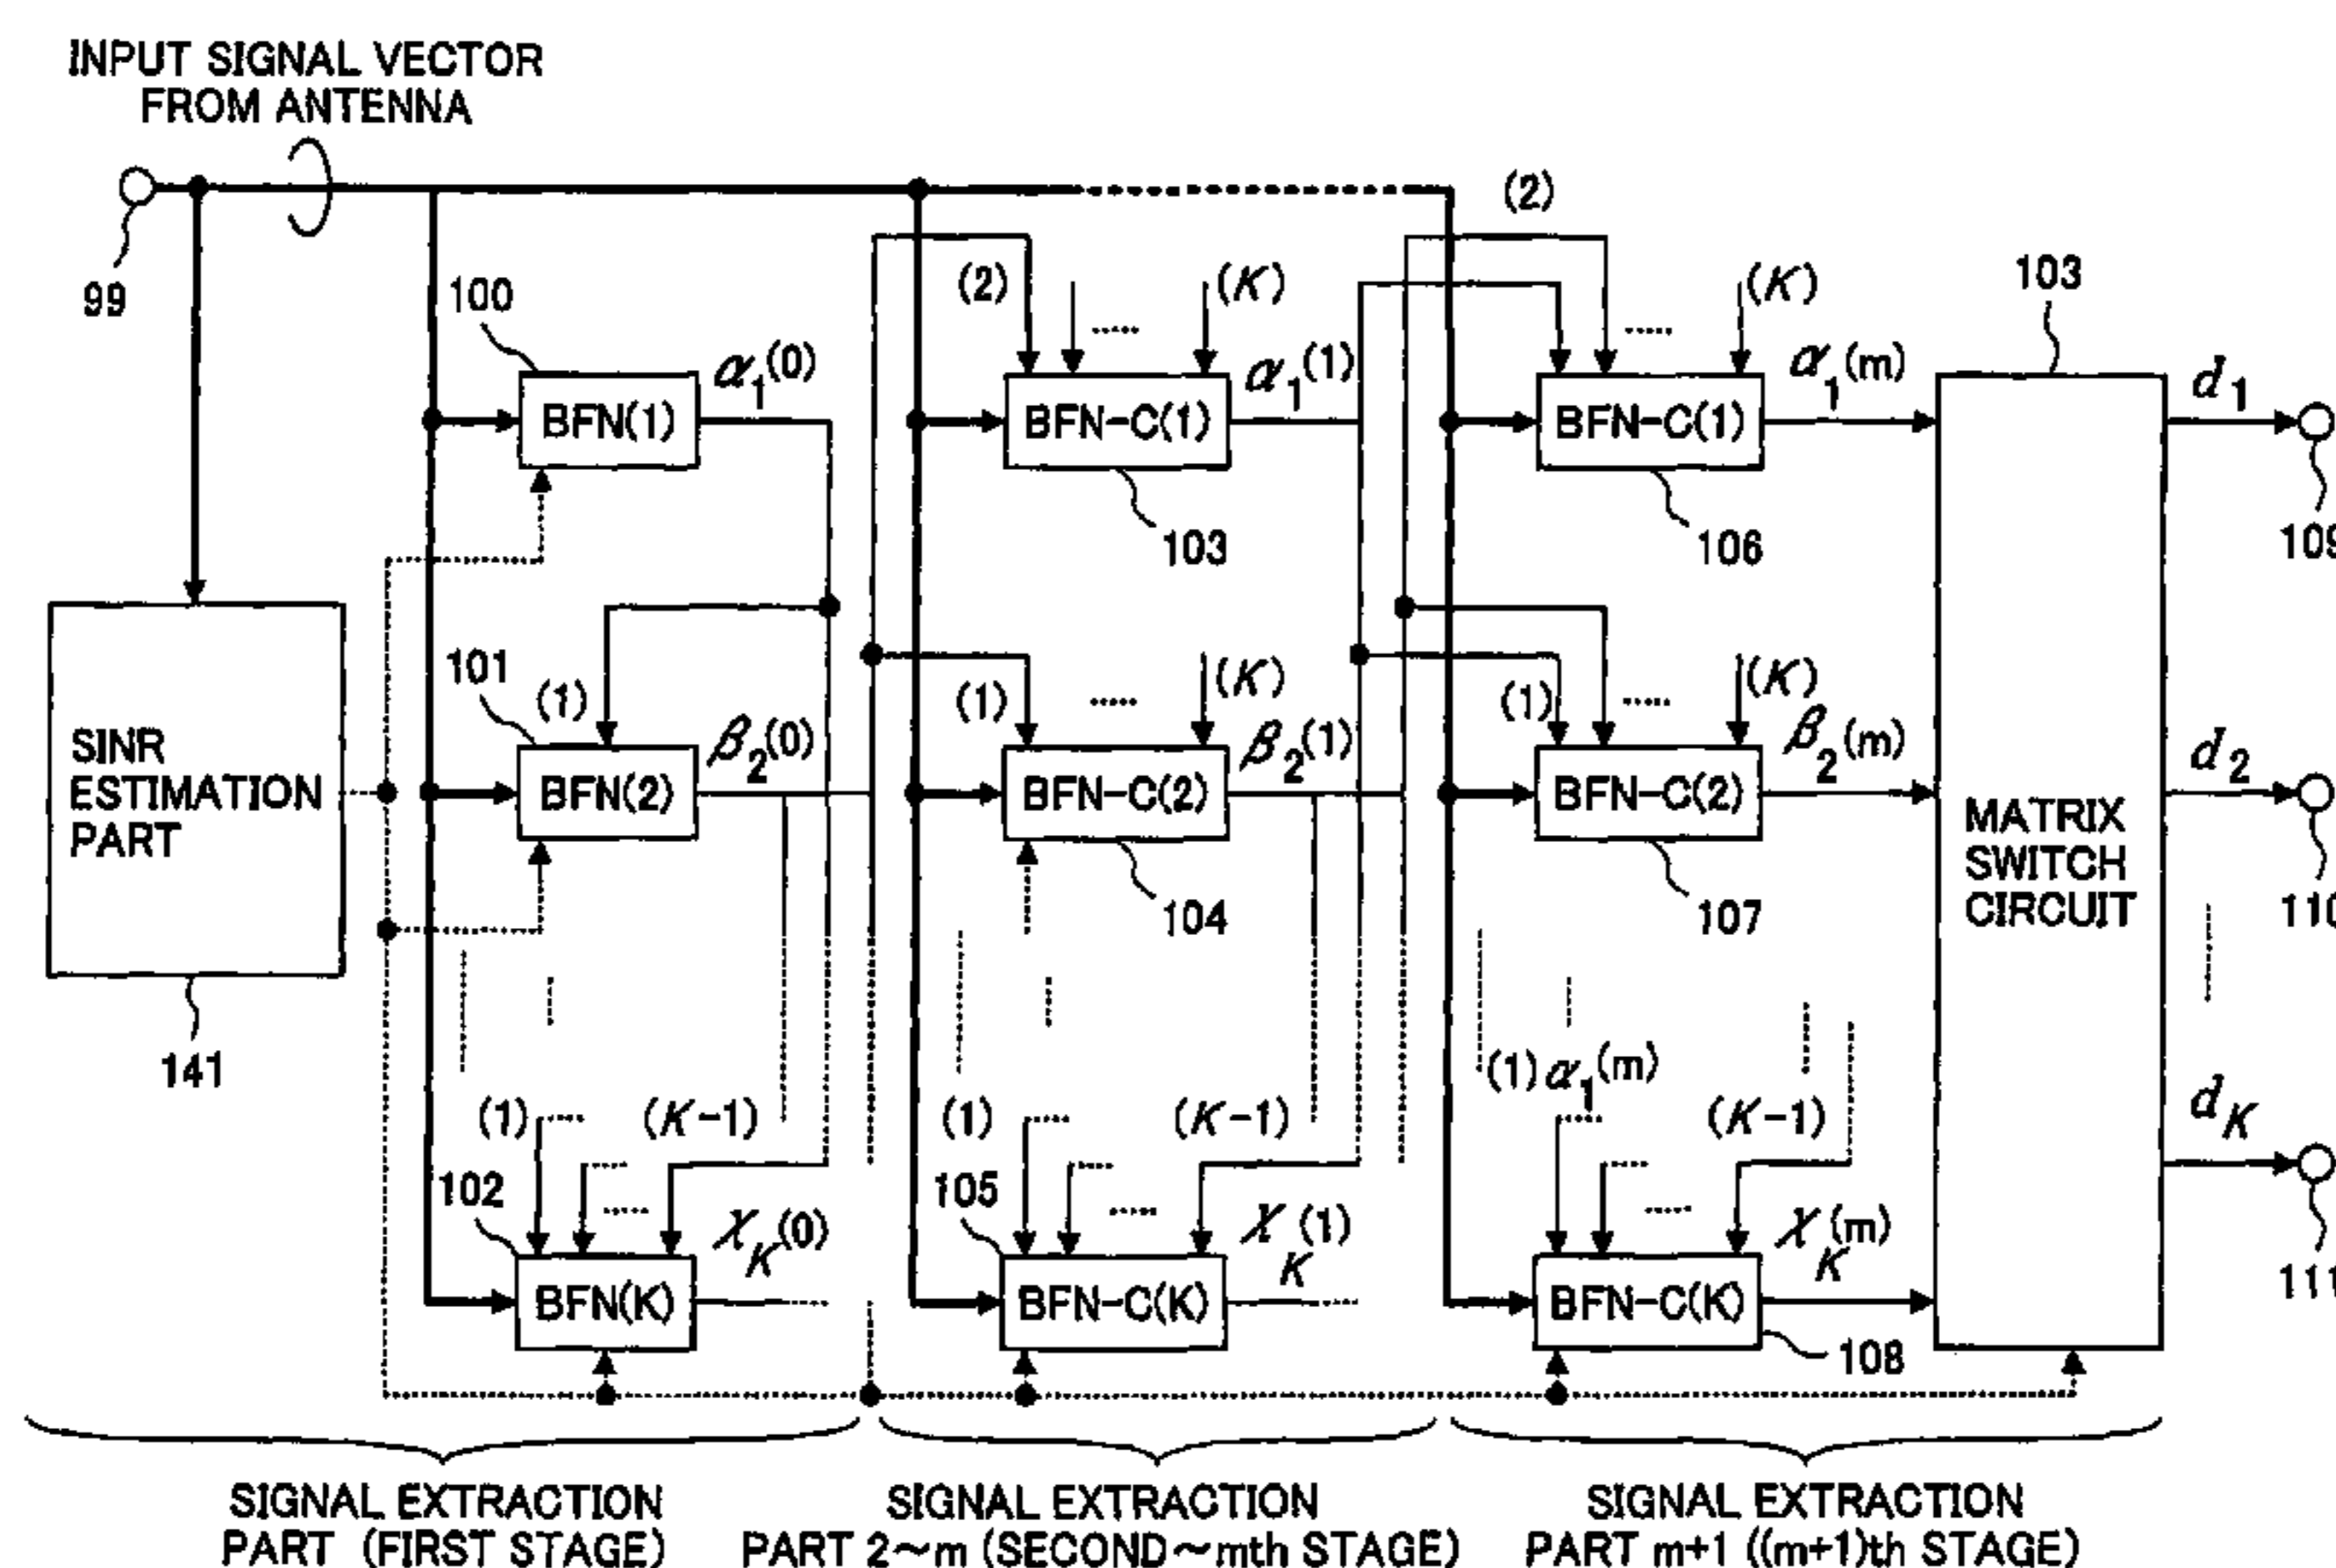 INPUT SIGNAL VECTOR
FROM ANTENNA
99
(2)
100
α₁(0)
(2)
(K)
α₁(1)
(K)
α₁(m)
103
d₁
BFN(1)
BFN-C(1)
BFN-C(1)
103
106
109
101
(1)
β₂(0)
(1)
(K)
β₂(1)
(1)
(K)
β₂(m)
d₂
SINR
ESTIMATION
PART
BFN(2)
BFN-C(2)
BFN-C(2)
MATRIX
SWITCH
CIRCUIT
104
107
110
141
(1)
(K-1)
(1)
(K-1)
(1) α₁(m)
(K-1)
d_K
102
χ_K(0)
105
χ_K(1)
χ_K(m)
BFN(K)
BFN-C(K)
BFN-C(K)
108
111
SIGNAL EXTRACTION
PART (FIRST STAGE)
SIGNAL EXTRACTION
PART 2~m (SECOND~mth STAGE)
SIGNAL EXTRACTION
PART m+1 ((m+1)th STAGE)